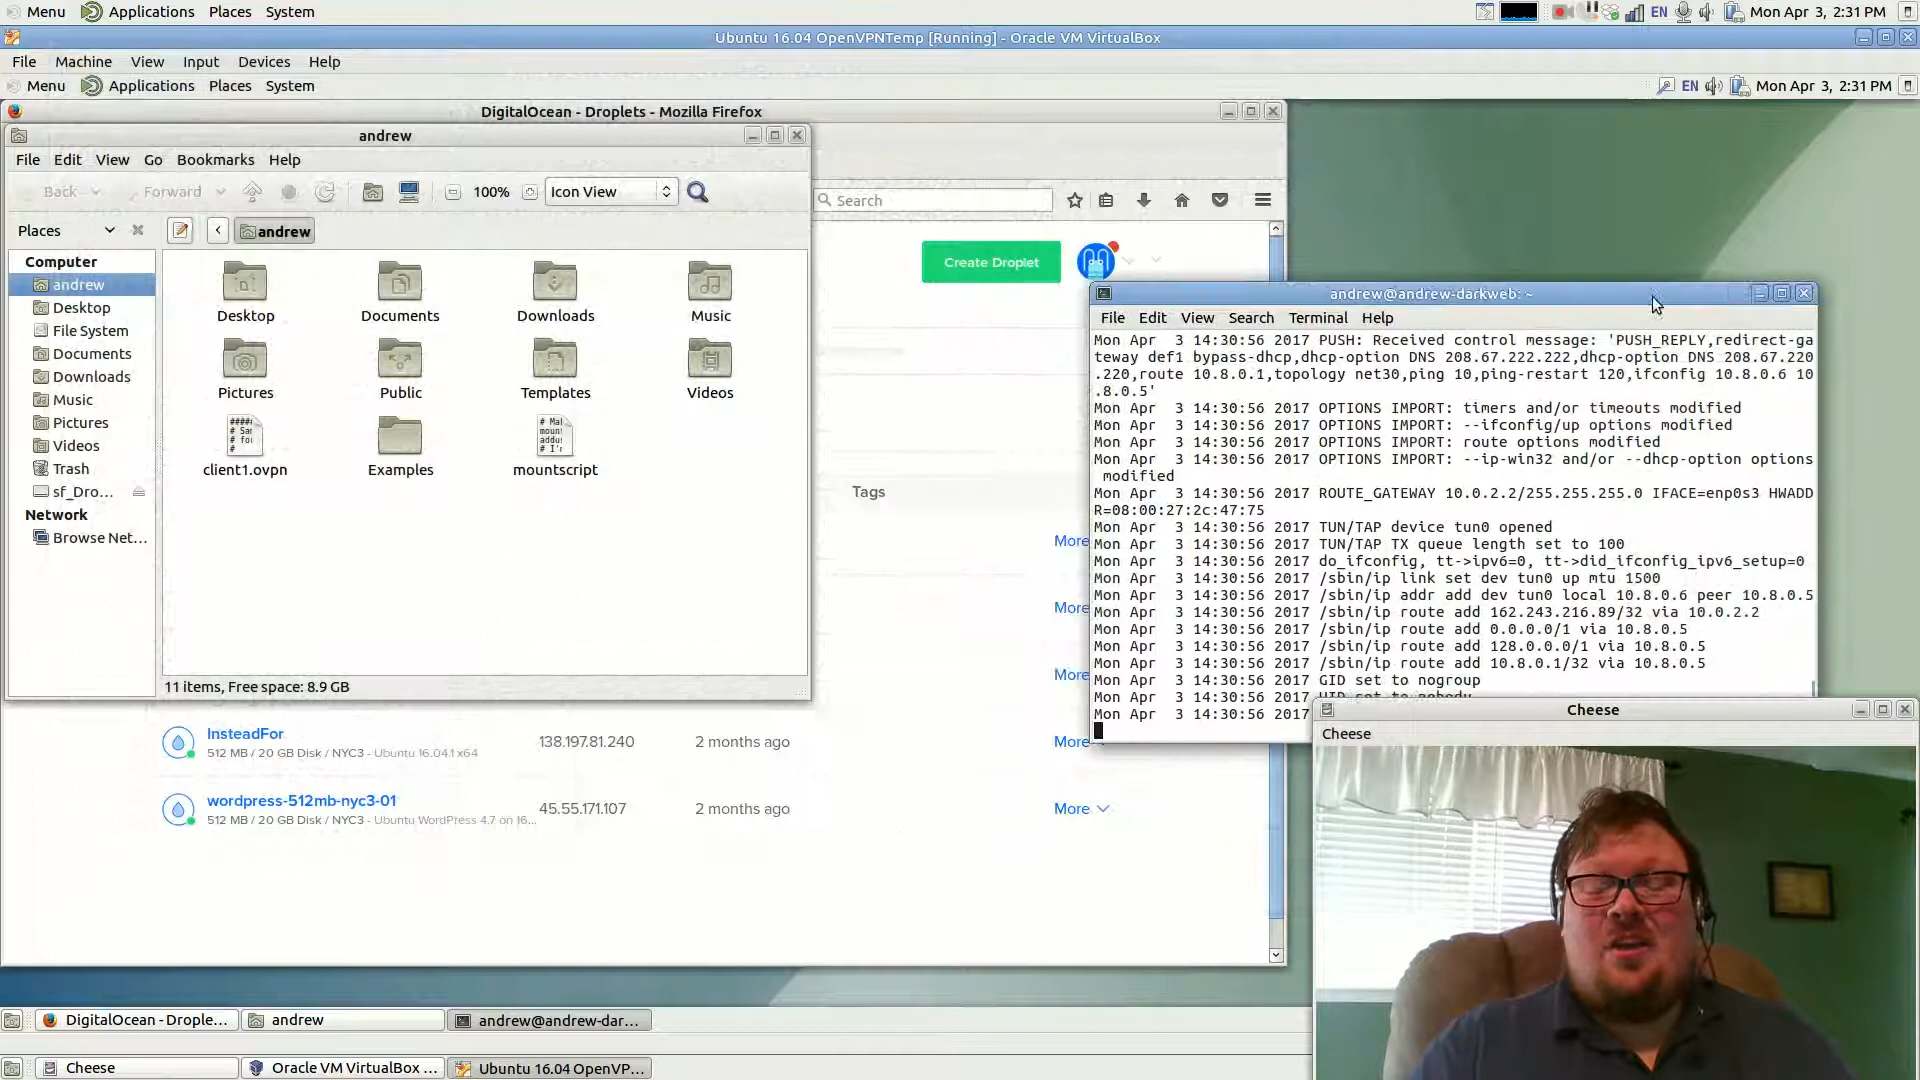 Menu Applications Places System EN Mon Apr 3, 2:31 PM
Ubuntu 16.04 OpenVPNTemp [Running] - Oracle VM VirtualBox
File Machine View Input Devices Help
Menu Applications Places System EN Mon Apr 3, 2:31 PM
DigitalOcean - Droplets - Mozilla Firefox
andrew
File Edit View Go Bookmarks Help
Back Forward 100% Icon View
Search
Places andrew
Computer
andrew
Desktop
File System
Documents
Downloads
Music
Pictures
Videos
Trash
sf_Dro...
Network
Browse Net...
Desktop Documents Downloads Music
Pictures Public Templates Videos
client1.ovpn Examples mountscript
11 items, Free space: 8.9 GB
Create Droplet
Tags
More
More
More
InsteadFor 138.197.81.240 2 months ago More
512 MB / 20 GB Disk / NYC3 - Ubuntu 16.04.1 x64
wordpress-512mb-nyc3-01 45.55.171.107 2 months ago More
512 MB / 20 GB Disk / NYC3 - Ubuntu WordPress 4.7 on 16...
andrew@andrew-darkweb: ~
File Edit View Search Terminal Help
Mon Apr 3 14:30:56 2017 PUSH: Received control message: 'PUSH_REPLY,redirect-ga
teway def1 bypass-dhcp,dhcp-option DNS 208.67.222.222,dhcp-option DNS 208.67.220
.220,route 10.8.0.1,topology net30,ping 10,ping-restart 120,ifconfig 10.8.0.6 10
.8.0.5'
Mon Apr 3 14:30:56 2017 OPTIONS IMPORT: timers and/or timeouts modified
Mon Apr 3 14:30:56 2017 OPTIONS IMPORT: --ifconfig/up options modified
Mon Apr 3 14:30:56 2017 OPTIONS IMPORT: route options modified
Mon Apr 3 14:30:56 2017 OPTIONS IMPORT: --ip-win32 and/or --dhcp-option options
modified
Mon Apr 3 14:30:56 2017 ROUTE_GATEWAY 10.0.2.2/255.255.255.0 IFACE=enp0s3 HWADD
R=08:00:27:2c:47:75
Mon Apr 3 14:30:56 2017 TUN/TAP device tun0 opened
Mon Apr 3 14:30:56 2017 TUN/TAP TX queue length set to 100
Mon Apr 3 14:30:56 2017 do_ifconfig, tt->ipv6=0, tt->did_ifconfig_ipv6_setup=0
Mon Apr 3 14:30:56 2017 /sbin/ip link set dev tun0 up mtu 1500
Mon Apr 3 14:30:56 2017 /sbin/ip addr add dev tun0 local 10.8.0.6 peer 10.8.0.5
Mon Apr 3 14:30:56 2017 /sbin/ip route add 162.243.216.89/32 via 10.0.2.2
Mon Apr 3 14:30:56 2017 /sbin/ip route add 0.0.0.0/1 via 10.8.0.5
Mon Apr 3 14:30:56 2017 /sbin/ip route add 128.0.0.0/1 via 10.8.0.5
Mon Apr 3 14:30:56 2017 /sbin/ip route add 10.8.0.1/32 via 10.8.0.5
Mon Apr 3 14:30:56 2017 GID set to nogroup
Mon Apr 3 14:30:56 2017 UID set to nobody
Mon Apr 3 14:30:56 2017
Cheese
Cheese
DigitalOcean - Drople... andrew andrew@andrew-dar...
Cheese Oracle VM VirtualBox ... Ubuntu 16.04 OpenVP...